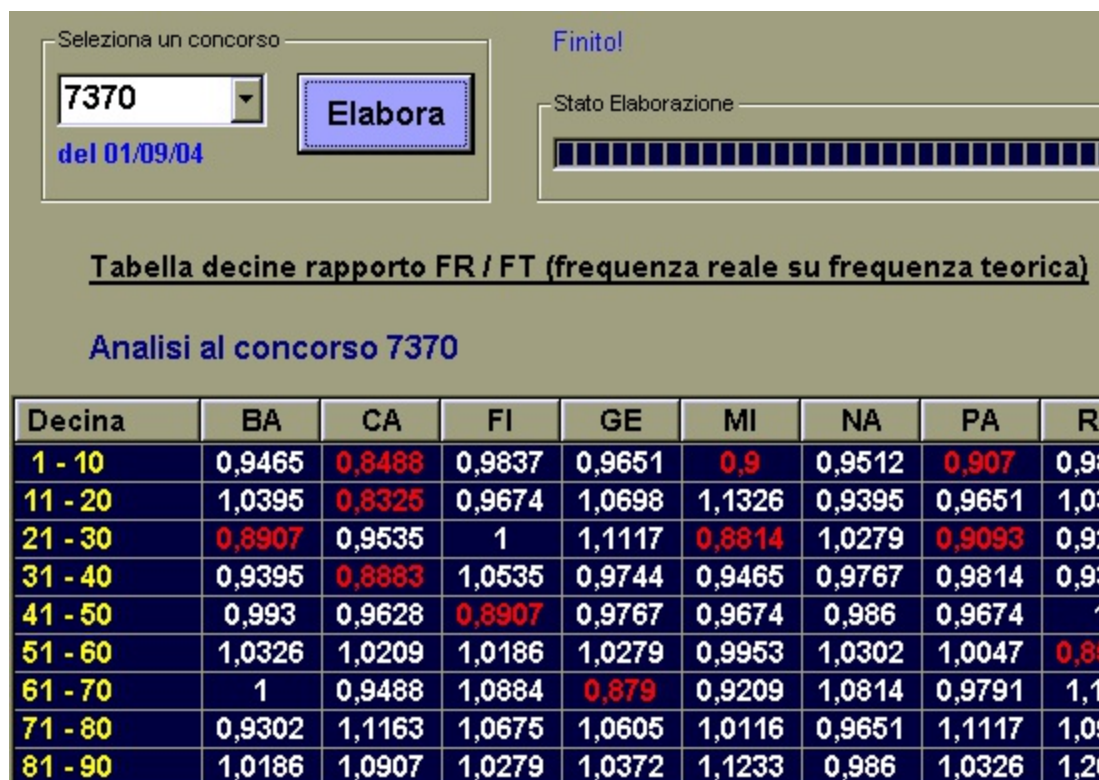 Seleziona un concorso
Finito!
7370
Elabora
Stato Elaborazione
del 01/09/04
Tabella decine rapporto FR / FT (frequenza reale su frequenza teorica)
Analisi al concorso 7370
Decina BA CA FI GE MI NA PA
1 - 10 0,9465 0,8488 0,9837 0,9651 0,9 0,9512 0,907
11 - 20 1,0395 0,8325 0,9674 1,0698 1,1326 0,9395 0,9651
21 - 30 0,8907 0,9535 1 1,1117 0,8814 1,0279 0,9093
31 - 40 0,9395 0,8883 1,0535 0,9744 0,9465 0,9767 0,9814
41 - 50 0,993 0,9628 0,8907 0,9767 0,9674 0,986 0,9674
51 - 60 1,0326 1,0209 1,0186 1,0279 0,9953 1,0302 1,0047
61 - 70 1 0,9488 1,0884 0,879 0,9209 1,0814 0,9791
71 - 80 0,9302 1,1163 1,0675 1,0605 1,0116 0,9651 1,1117
81 - 90 1,0186 1,0907 1,0279 1,0372 1,1233 0,986 1,0326